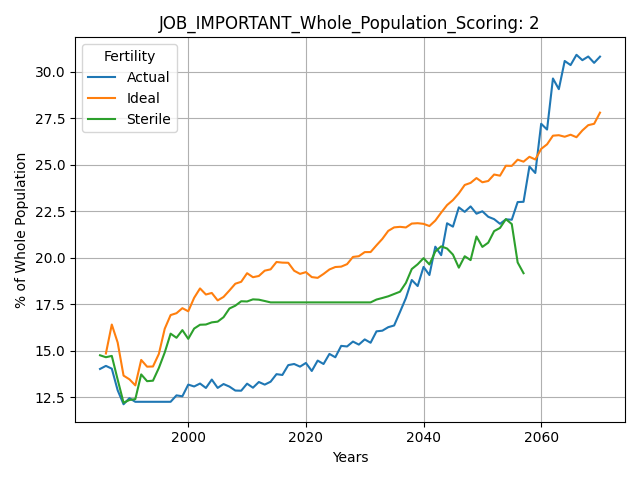 JOB_IMPORTANT_Whole_Population_Scoring: 2
Fertility
Actual
Ideal
Sterile
% of Whole Population
30.0
27.5
25.0
22.5
20.0
17.5
15.0
12.5
2000 2020 2040 2060
Years